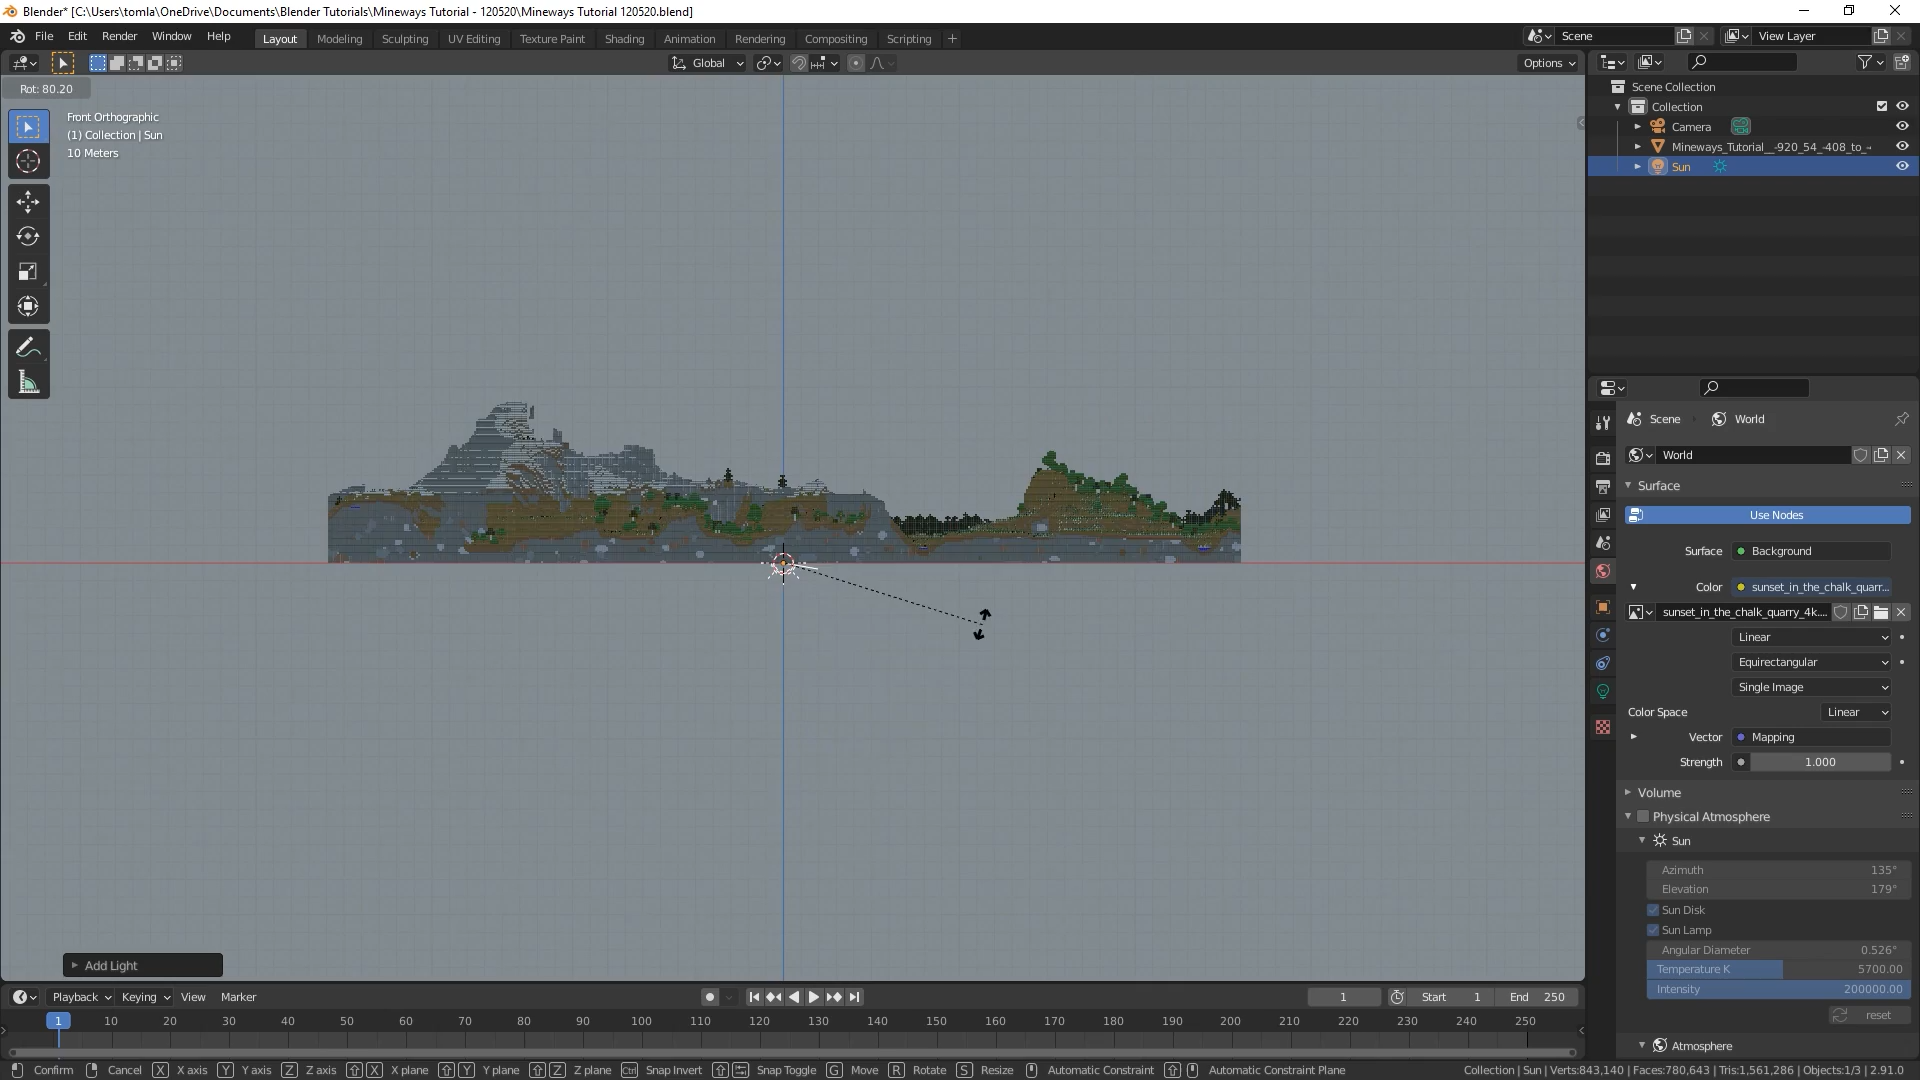 Blender* [C:\Users\tomla\OneDrive\Documents\Blender Tutorials\Mineways Tutorial - 120520\Mineways Tutorial 120520.blend]
File Edit Render Window Help Layout Modeling Sculpting UV Editing Texture Paint Shading Animation Rendering Compositing Scripting + Scene View Layer
Global Options
Rot: 80.20
Front Orthographic
(1) Collection | Sun
10 Meters
Scene Collection
Collection
Camera
Mineways_Tutorial__-920_54_-408_to_-
Sun
Scene World
World
Surface
Use Nodes
Surface Background
Color sunset_in_the_chalk_quarr...
sunset_in_the_chalk_quarry_4k....
Linear
Equirectangular
Single Image
Color Space Linear
Vector Mapping
Strength 1.000
Volume
Physical Atmosphere
Sun
Azimuth 135°
Elevation 179°
Sun Disk
Sun Lamp
Angular Diameter 0.526°
Temperature K 5700.00
Intensity 200000.00
reset
Atmosphere
Add Light
Playback Keying View Marker 1 Start 1 End 250
1 10 20 30 40 50 60 70 80 90 100 110 120 130 140 150 160 170 180 190 200 210 220 230 240 250
Confirm Cancel X X axis Y Y axis Z Z axis X X plane Y Y plane Z Z plane Ctrl Snap Invert Snap Toggle G Move R Rotate S Resize Automatic Constraint Automatic Constraint Plane Collection | Sun | Verts:843,140 | Faces:780,643 | Tris:1,561,286 | Objects:1/3 | 2.91.0